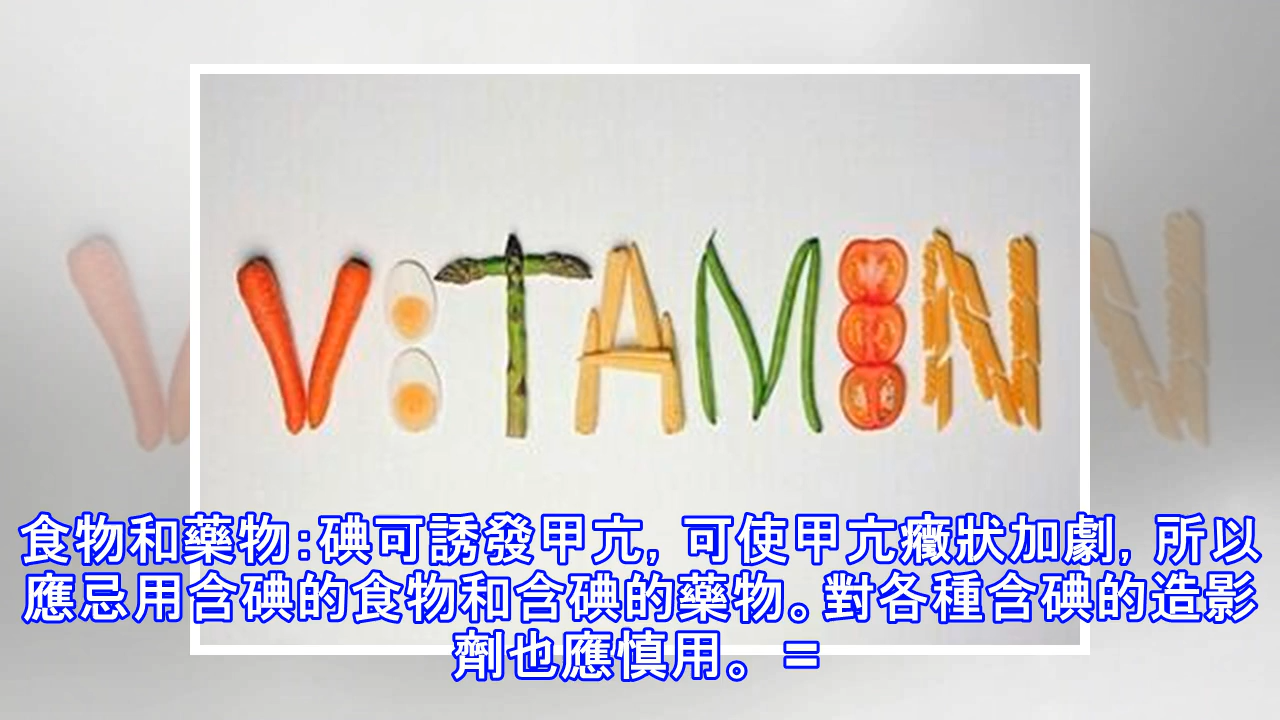 VITAMIN
食物和藥物:碘可誘發甲亢, 可使甲亢癥狀加劇, 所以
應忌用含碘的食物和含碘的藥物。對各種含碘的造影
劑也應慎用。 =